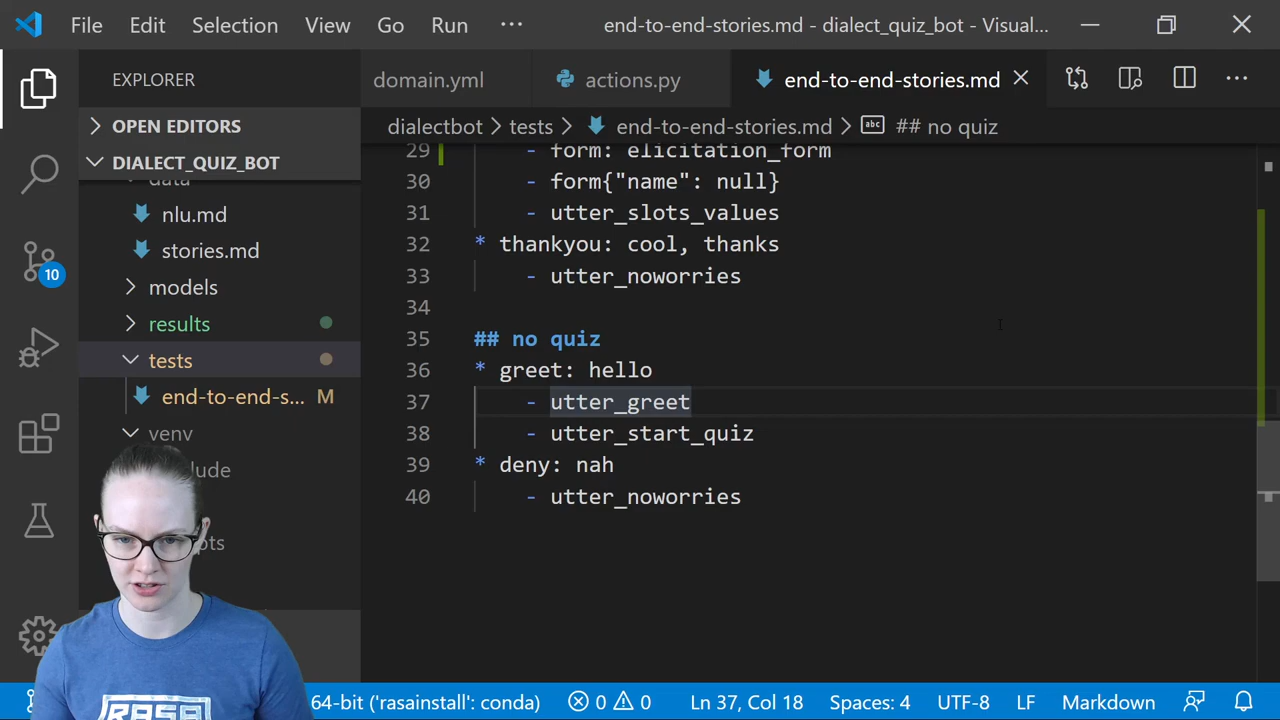 File Edit Selection View Go Run ··· end-to-end-stories.md - dialect_quiz_bot - Visual...
EXPLORER
domain.yml actions.py end-to-end-stories.md
OPEN EDITORS
dialectbot > tests > end-to-end-stories.md > ## no quiz
DIALECT_QUIZ_BOT
data
nlu.md
stories.md
models
results
tests
end-to-end-s... M
venv
10
29 - form: elicitation_form
30 - form{"name": null}
31 - utter_slots_values
32 * thankyou: cool, thanks
33 - utter_noworries
34
35 ## no quiz
36 * greet: hello
37 - utter_greet
38 - utter_start_quiz
39 * deny: nah
40 - utter_noworries
RASA
64-bit ('rasainstall': conda) 0 0 Ln 37, Col 18 Spaces: 4 UTF-8 LF Markdown